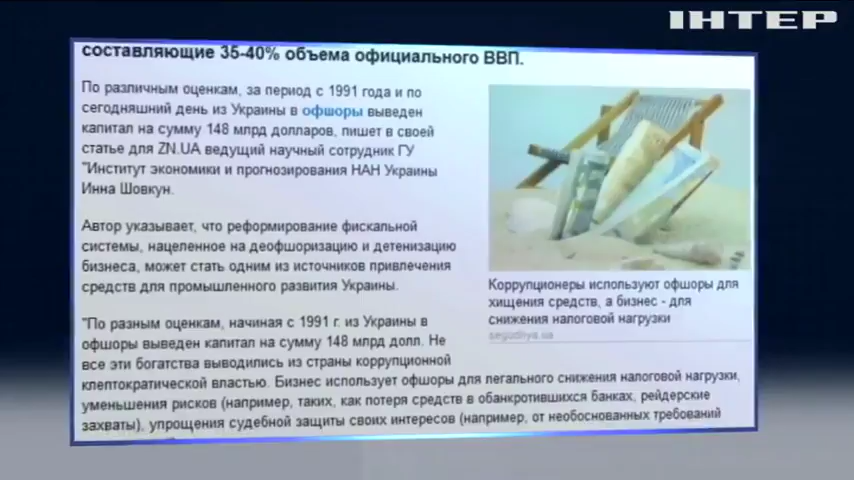 ІНТЕР
составляющие 35-40% объема официального ВВП.
По различным оценкам, за период с 1991 года и по
сегодняшний день из Украины в офшоры выведен
капитал на сумму 148 млрд долларов, пишет в своей
статье для ZN.UA ведущий научный сотрудник ГУ
"Институт экономики и прогнозирования НАН Украины
Инна Шовкун.
Автор указывает, что реформирование фискальной
системы, нацеленное на деофшоризацию и детенизацию
бизнеса, может стать одним из источников привлечения
средств для промышленного развития Украины.
"По разным оценкам, начиная с 1991 г. из Украины в
офшоры выведен капитал на сумму 148 млрд долл. Не
все эти богатства выводились из страны коррупционной
клептократической властью. Бизнес использует офшоры для легального снижения налоговой нагрузки,
уменьшения рисков (например, таких, как потеря средств в обанкротившихся банках, рейдерские
захваты), упрощения судебной защиты своих интересов (например, от необоснованных требований
Коррупционеры используют офшоры для
хищения средств, а бизнес - для
снижения налоговой нагрузки
segodnya.ua